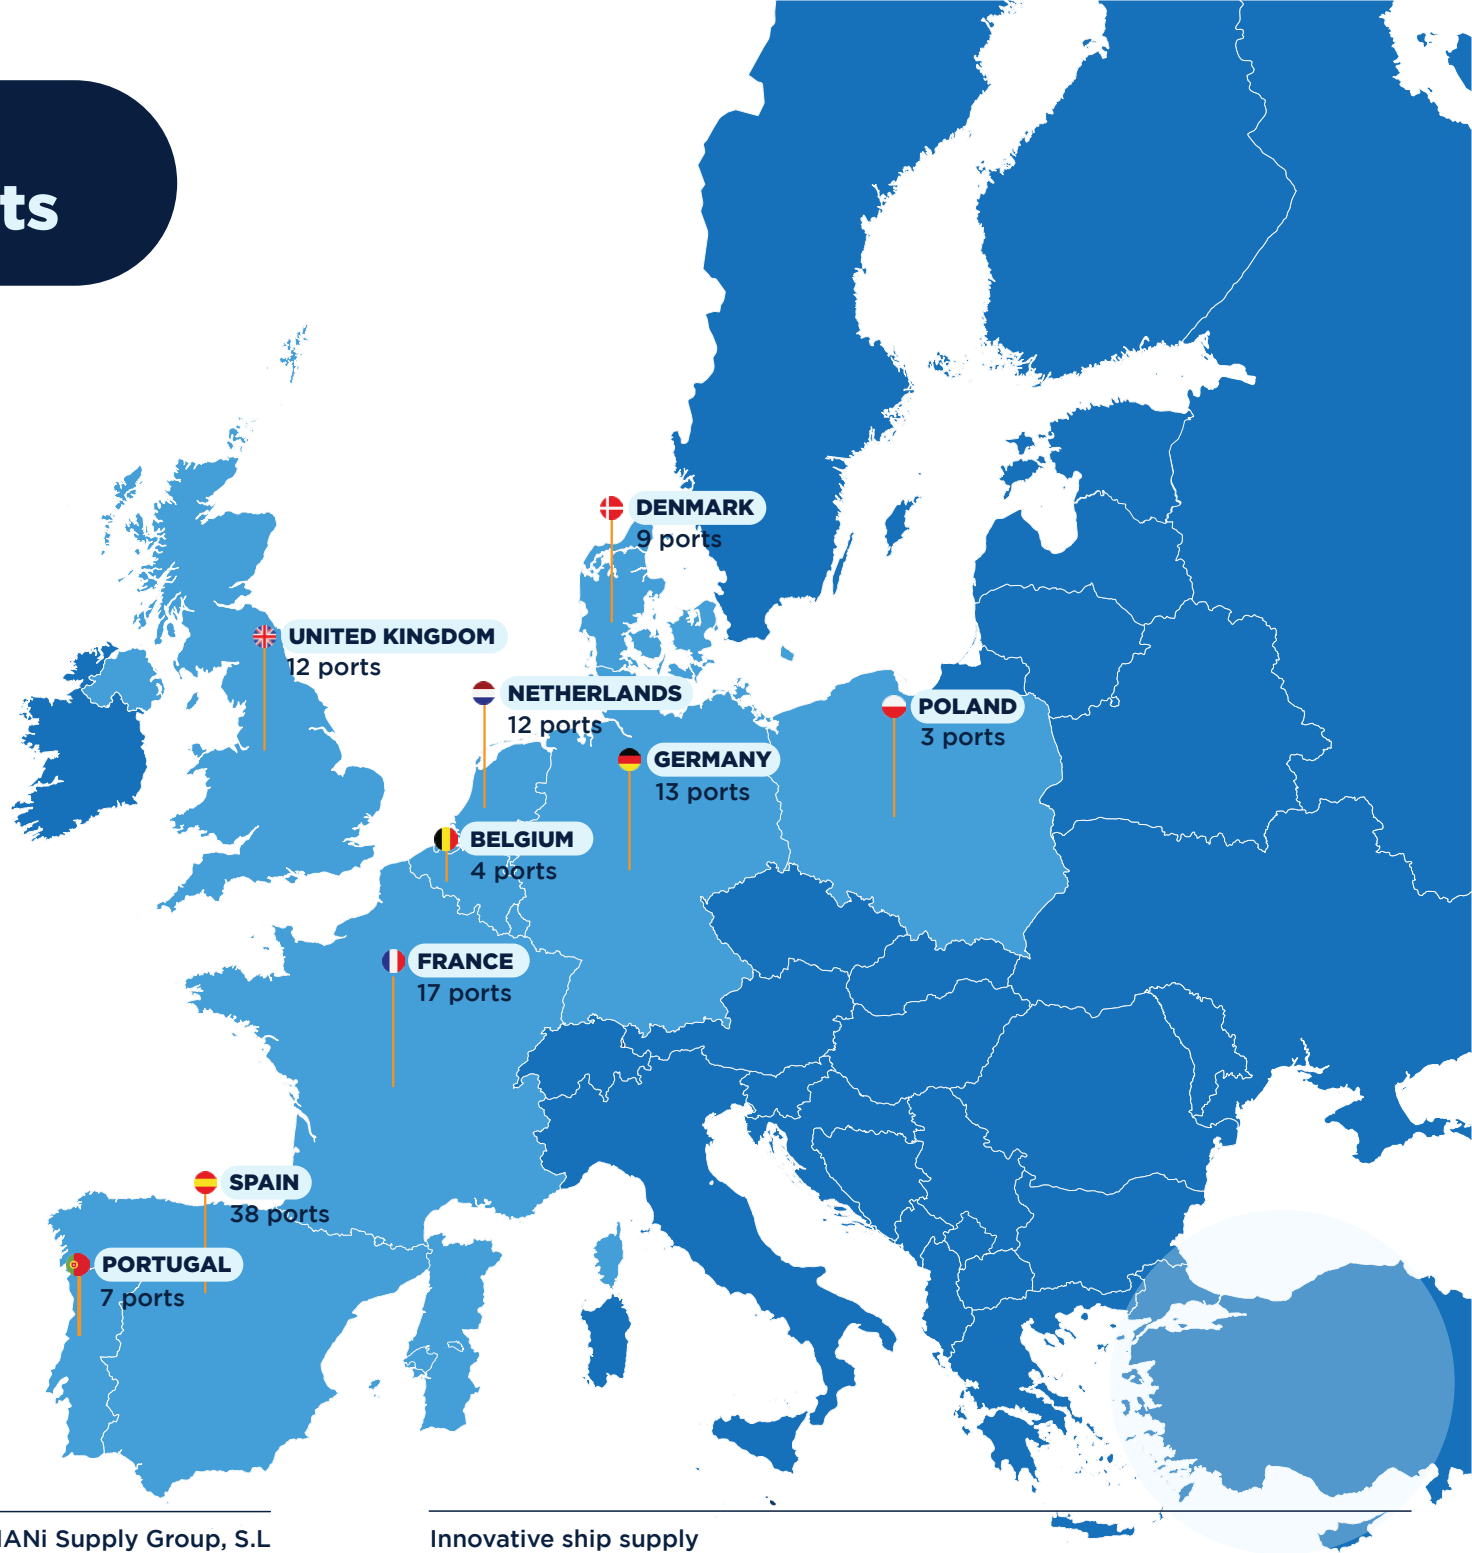 ts
DENMARK
9 ports
UNITED KINGDOM
12 ports
NETHERLANDS
12 ports
POLAND
3 ports
GERMANY
13 ports
BELGIUM
4 ports
FRANCE
17 ports
SPAIN
38 ports
PORTUGAL
7 ports
Supply Group, S.L
Innovative ship supply